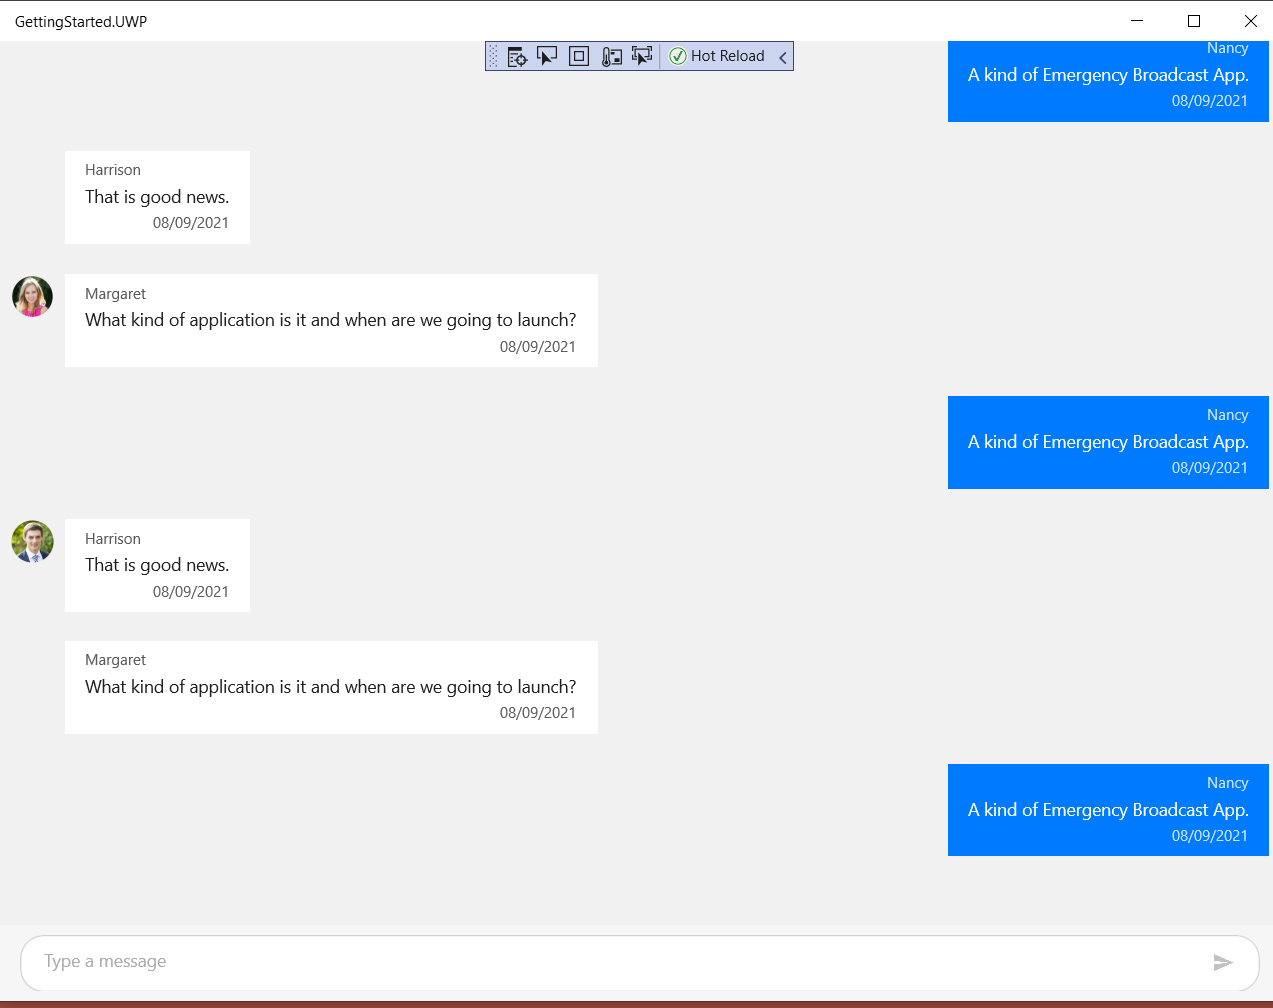 GettingStarted.UWP
Hot Reload
Nancy
A kind of Emergency Broadcast App.
08/09/2021
Harrison
That is good news.
08/09/2021
Margaret
What kind of application is it and when are we going to launch?
08/09/2021
Nancy
A kind of Emergency Broadcast App.
08/09/2021
Harrison
That is good news.
08/09/2021
Margaret
What kind of application is it and when are we going to launch?
08/09/2021
Nancy
A kind of Emergency Broadcast App.
08/09/2021
Type a message